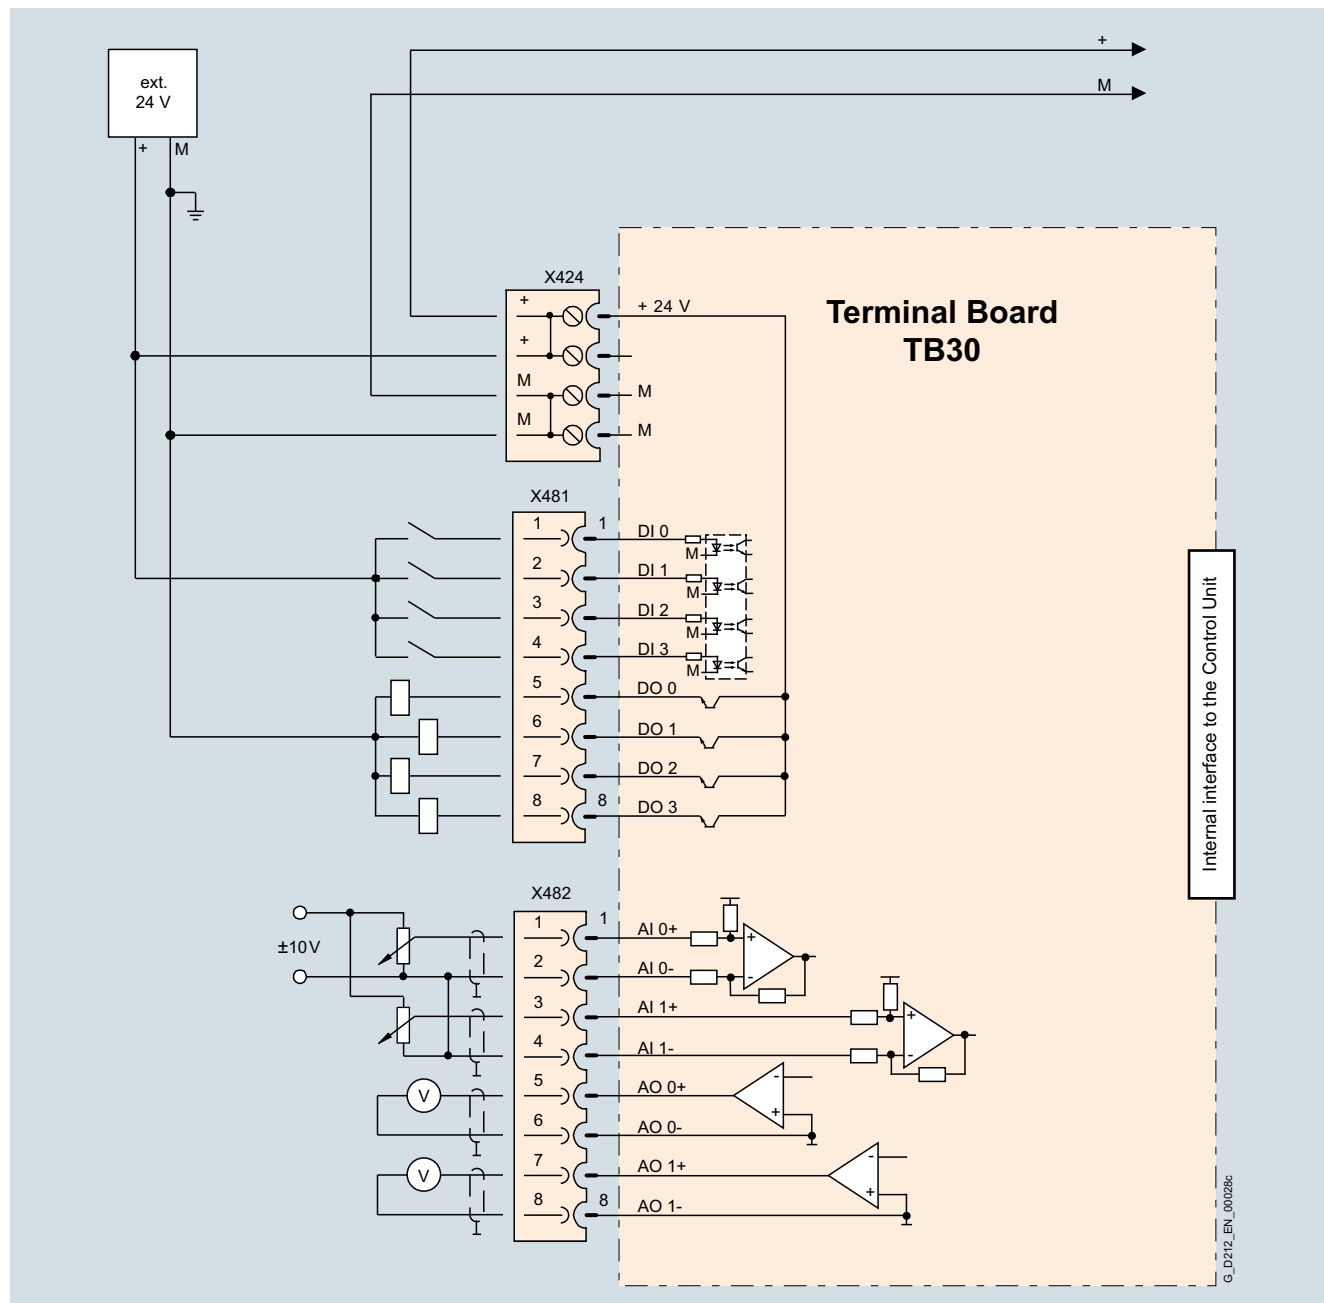 +
M
ext.
24 V
+ M
X424
+ + 24 V
+
M M
M M
Terminal Board
TB30
X481
1 1 DI 0
M
2 DI 1
M
3 DI 2
M
4 DI 3
M
5 DO 0
6 DO 1
7 DO 2
8 8 DO 3
Internal interface to the Control Unit
X482
±10 V
1 1 AI 0+ +
2 AI 0- -
3 AI 1+ +
4 AI 1- -
V 5 AO 0+ -
6 AO 0- +
V 7 AO 1+ -
8 8 AO 1- +
G_D212_EN_00028c